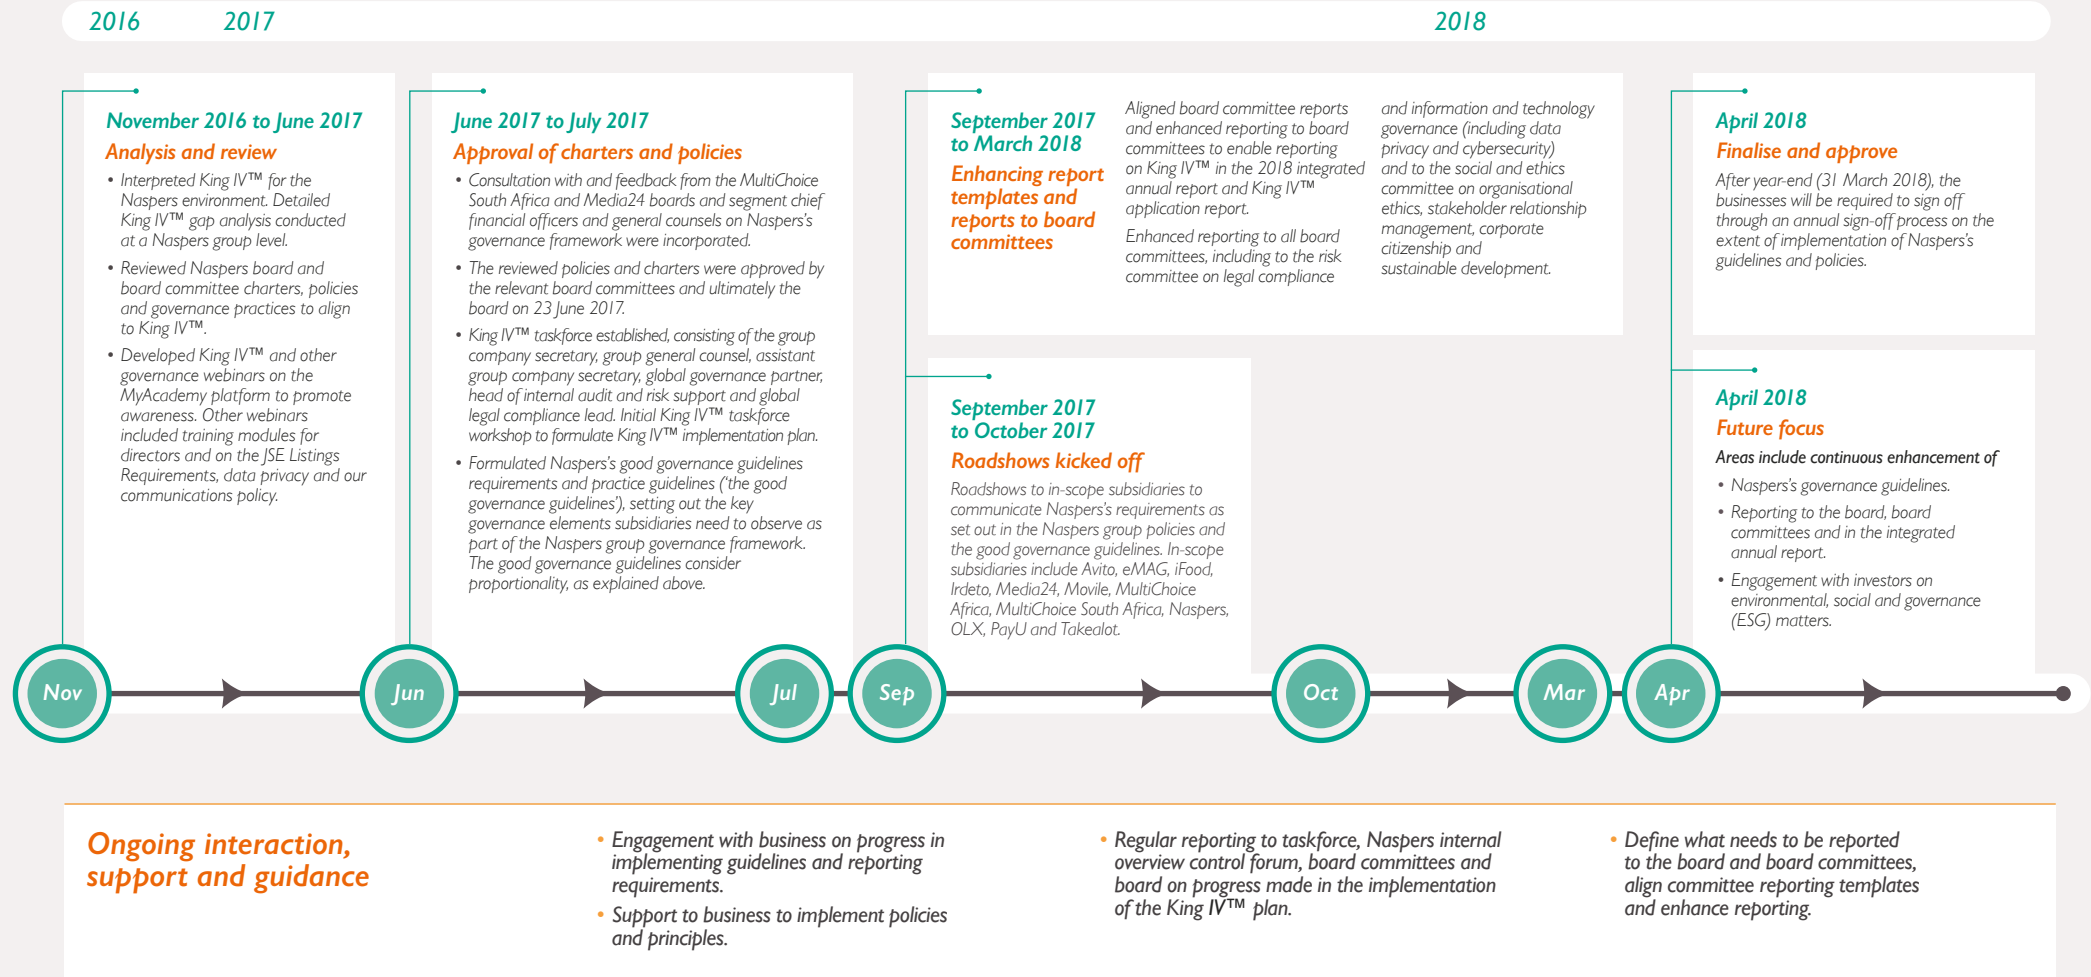 2016
2017
2018
November 2016 to June 2017
Analysis and review
• Interpreted King IV™ for the
Naspers environment. Detailed
King IV™ gap analysis conducted
at a Naspers group level.
• Reviewed Naspers board and
board committee charters, policies
and governance practices to align
to King IV™.
• Developed King IV™ and other
governance webinars on the
MyAcademy platform to promote
awareness. Other webinars
included training modules for
directors and on the JSE Listings
Requirements, data privacy and our
communications policy.
June 2017 to July 2017
Approval of charters and policies
• Consultation with and feedback from the MultiChoice
South Africa and Media24 boards and segment chief
financial officers and general counsels on Naspers's
governance framework were incorporated.
• The reviewed policies and charters were approved by
the relevant board committees and ultimately the
board on 23 June 2017.
• King IV™ taskforce established, consisting of the group
company secretary, group general counsel, assistant
group company secretary, global governance partner,
head of internal audit and risk support and global
legal compliance lead. Initial King IV™ taskforce
workshop to formulate King IV™ implementation plan.
• Formulated Naspers's good governance guidelines
requirements and practice guidelines ('the good
governance guidelines'), setting out the key
governance elements subsidiaries need to observe as
part of the Naspers group governance framework.
The good governance guidelines consider
proportionality, as explained above.
September 2017
to March 2018
Enhancing report
templates and
reports to board
committees
Aligned board committee reports
and enhanced reporting to board
committees to enable reporting
on King IV™ in the 2018 integrated
annual report and King IV™
application report.
Enhanced reporting to all board
committees, including to the risk
committee on legal compliance
and information and technology
governance (including data
privacy and cybersecurity)
and to the social and ethics
committee on organisational
ethics, stakeholder relationship
management, corporate
citizenship and
sustainable development.
September 2017
to October 2017
Roadshows kicked off
Roadshows to in-scope subsidiaries to
communicate Naspers's requirements as
set out in the Naspers group policies and
the good governance guidelines. In-scope
subsidiaries include Avito, eMAG, iFood,
Irdeto, Media24, Movile, MultiChoice
Africa, MultiChoice South Africa, Naspers,
OLX, PayU and Takealot.
April 2018
Finalise and approve
After year-end (31 March 2018), the
businesses will be required to sign off
through an annual sign-off process on the
extent of implementation of Naspers's
guidelines and policies.
April 2018
Future focus
Areas include continuous enhancement of
• Naspers's governance guidelines.
• Reporting to the board, board
committees and in the integrated
annual report.
• Engagement with investors on
environmental, social and governance
(ESG) matters.
Nov
Jun
Jul
Sep
Oct
Mar
Apr
Ongoing interaction,
support and guidance
• Engagement with business on progress in
implementing guidelines and reporting
requirements.
• Support to business to implement policies
and principles.
• Regular reporting to taskforce, Naspers internal
overview control forum, board committees and
board on progress made in the implementation
of the King IV™ plan.
• Define what needs to be reported
to the board and board committees,
align committee reporting templates
and enhance reporting.